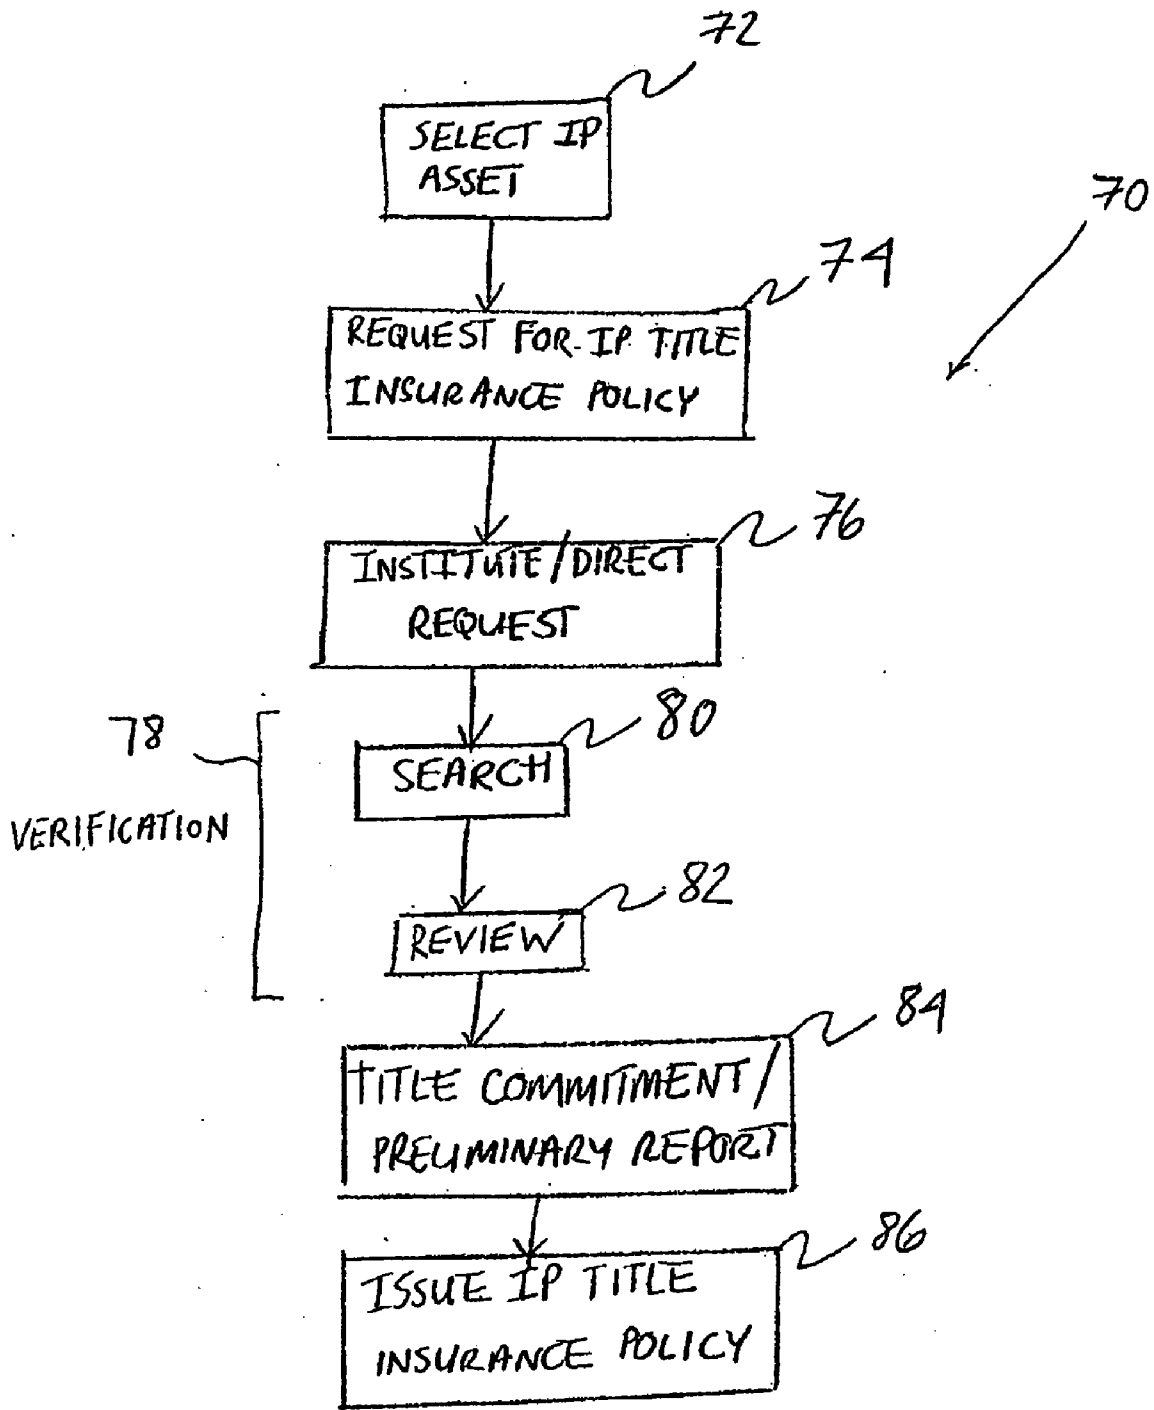 72
SELECT IP
ASSET
70
74
REQUEST FOR IP TITLE
INSURANCE POLICY
76
INSTITUTE/DIRECT
REQUEST
78
VERIFICATION
80
SEARCH
82
REVIEW
84
TITLE COMMITMENT/
PRELIMINARY REPORT
86
ISSUE IP TITLE
INSURANCE POLICY